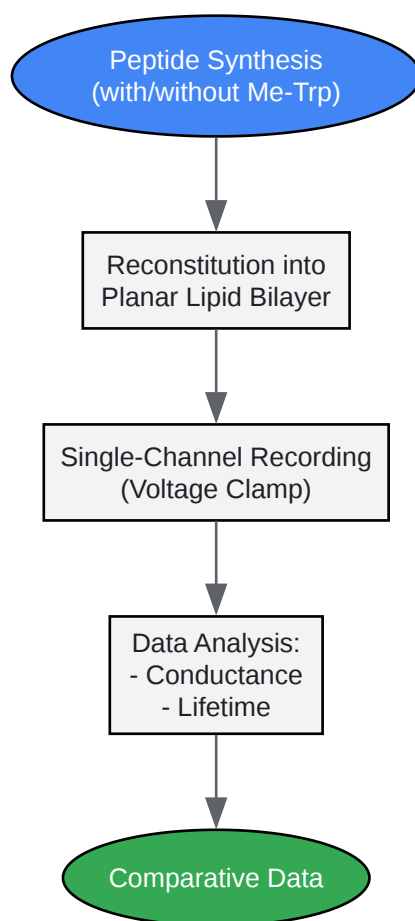 Peptide Synthesis
(with/without Me-Trp)
Reconstitution into
Planar Lipid Bilayer
Single-Channel Recording
(Voltage Clamp)
Data Analysis:
- Conductance
- Lifetime
Comparative Data